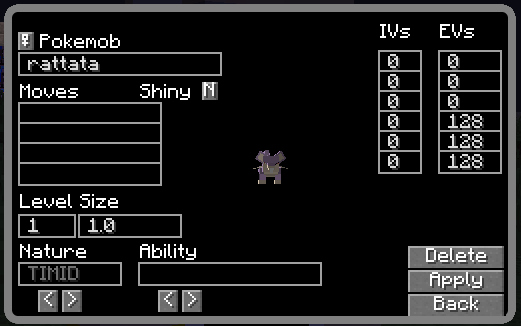 IVs EVs
Pokemob
rattata
0 0
0 0
Moves Shiny N
0 0
0 128
0 128
0 128
Level Size
1 1.0
Nature Ability
TIMID
Delete
Apply
< > < >
Back